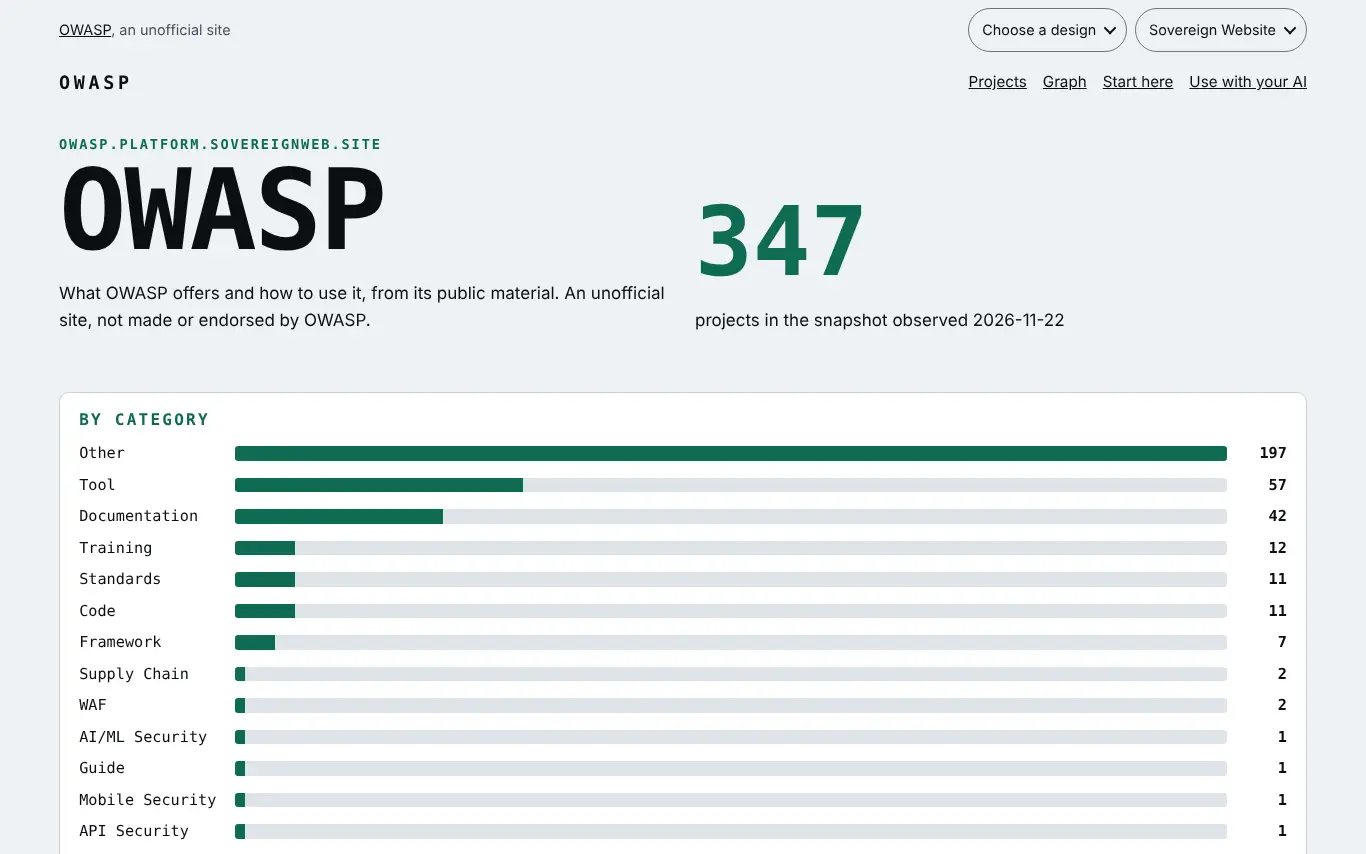 OWASP, an unofficial site
Choose a design
Sovereign Website
OWASP
Projects Graph Start here Use with your AI
OWASP.PLATFORM.SOVEREIGNWEB.SITE
OWASP
What OWASP offers and how to use it, from its public material. An unofficial
site, not made or endorsed by OWASP.
347
projects in the snapshot observed 2026-11-22
BY CATEGORY
Other 197
Tool 57
Documentation 42
Training 12
Standards 11
Code 11
Framework 7
Supply Chain 2
WAF 2
AI/ML Security 1
Guide 1
Mobile Security 1
API Security 1